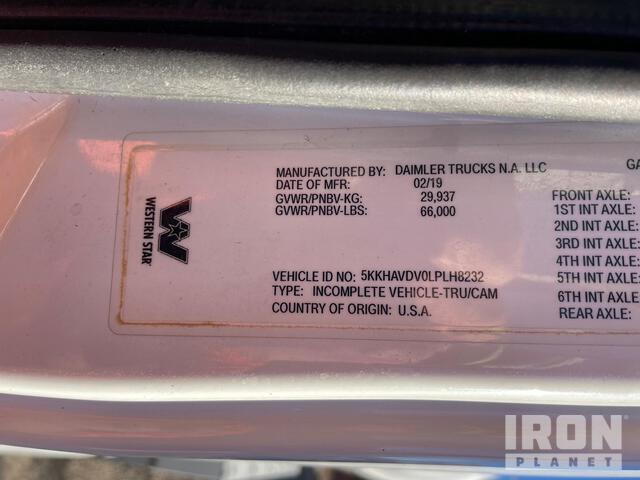 MANUFACTURED BY: DAIMLER TRUCKS N.A. LLC GA
DATE OF MFR: 02/19
GVWR/PNBV-KG: 29,937
GVWR/PNBV-LBS: 66,000
VEHICLE ID NO: 5KKHAVDV0LPLH8232
TYPE: INCOMPLETE VEHICLE-TRU/CAM
COUNTRY OF ORIGIN: U.S.A.
FRONT AXLE:
1ST INT AXLE:
2ND INT AXLE:
3RD INT AXLE:
4TH INT AXLE:
5TH INT AXLE:
6TH INT AXLE:
REAR AXLE:
WESTERN STAR
IRON
PLANET